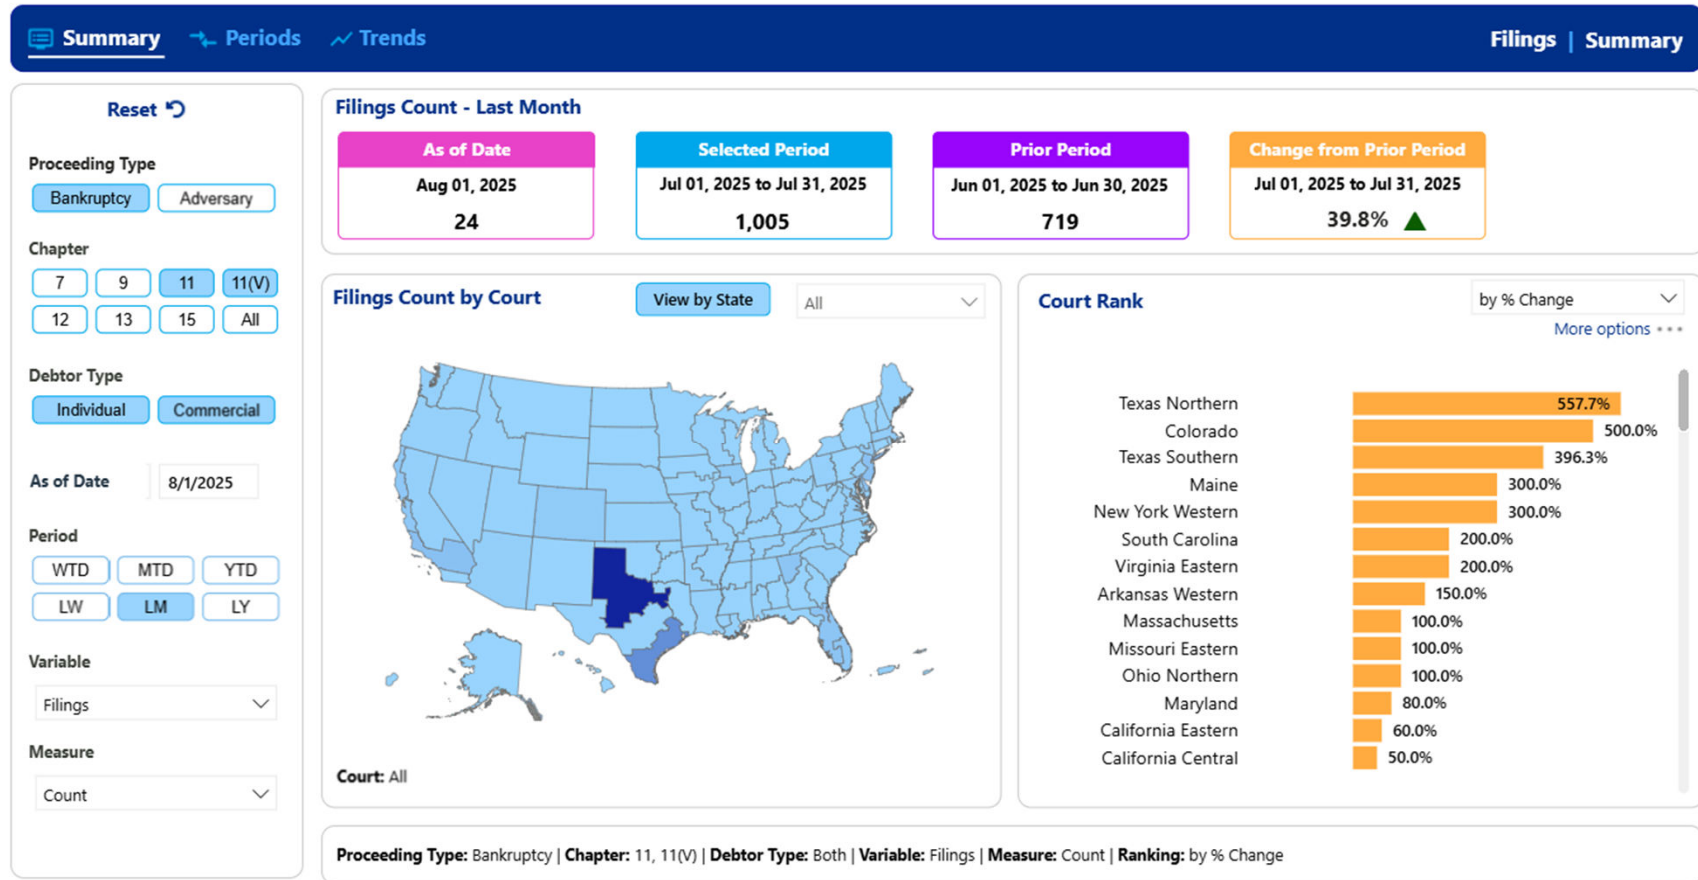 Summary Periods Trends
Filings | Summary
Reset
Proceeding Type
Bankruptcy Adversary
Chapter
7 9 11 11(V)
12 13 15 All
Debtor Type
Individual Commercial
As of Date 8/1/2025
Period
WTD MTD YTD
LW LM LY
Variable
Filings
Measure
Count
Filings Count - Last Month
As of Date
Aug 01, 2025
24
Selected Period
Jul 01, 2025 to Jul 31, 2025
1,005
Prior Period
Jun 01, 2025 to Jun 30, 2025
719
Change from Prior Period
Jul 01, 2025 to Jul 31, 2025
39.8%
Filings Count by Court View by State All
Court: All
Court Rank by % Change
More options
Texas Northern 557.7%
Colorado 500.0%
Texas Southern 396.3%
Maine 300.0%
New York Western 300.0%
South Carolina 200.0%
Virginia Eastern 200.0%
Arkansas Western 150.0%
Massachusetts 100.0%
Missouri Eastern 100.0%
Ohio Northern 100.0%
Maryland 80.0%
California Eastern 60.0%
California Central 50.0%
Proceeding Type: Bankruptcy | Chapter: 11, 11(V) | Debtor Type: Both | Variable: Filings | Measure: Count | Ranking: by % Change